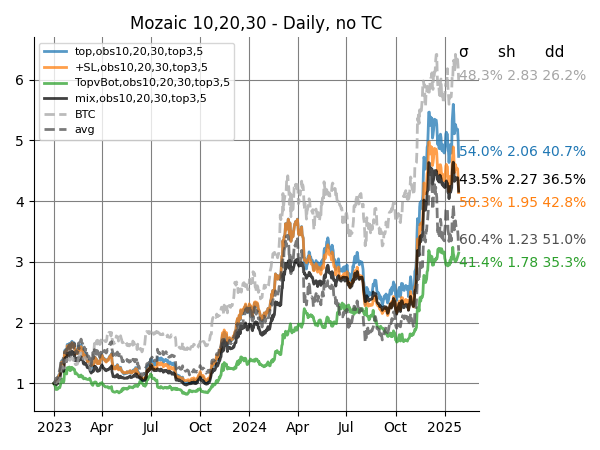 Mozaic 10,20,30 - Daily, no TC
σ sh dd
top,obs10,20,30,top3,5
+SL,obs10,20,30,top3,5
TopvBot,obs10,20,30,top3,5
mix,obs10,20,30,top3,5
BTC
avg
48.3% 2.83 26.2%
54.0% 2.06 40.7%
43.5% 2.27 36.5%
50.3% 1.95 42.8%
60.4% 1.23 51.0%
41.4% 1.78 35.3%
6
5
4
3
2
1
2023 Apr Jul Oct 2024 Apr Jul Oct 2025